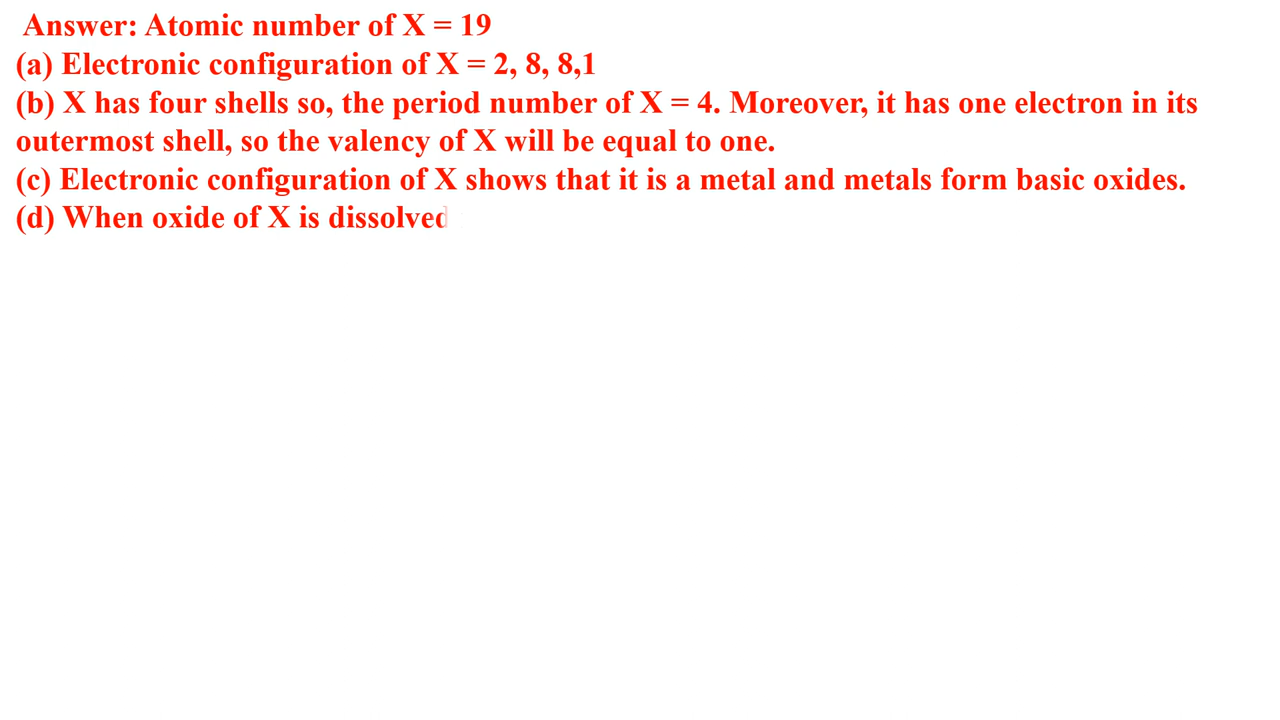 Answer: Atomic number of X = 19
(a) Electronic configuration of X = 2, 8, 8,1
(b) X has four shells so, the period number of X = 4. Moreover, it has one electron in its
outermost shell, so the valency of X will be equal to one.
(c) Electronic configuration of X shows that it is a metal and metals form basic oxides.
(d) When oxide of X is dissolved